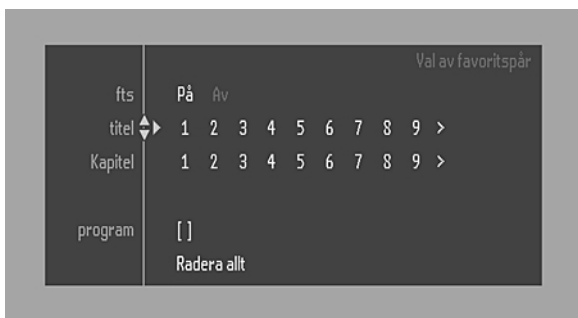 Val av favoritspår
fts På Av
titel 1 2 3 4 5 6 7 8 9 >
Kapitel 1 2 3 4 5 6 7 8 9 >
program [ ]
Radera allt